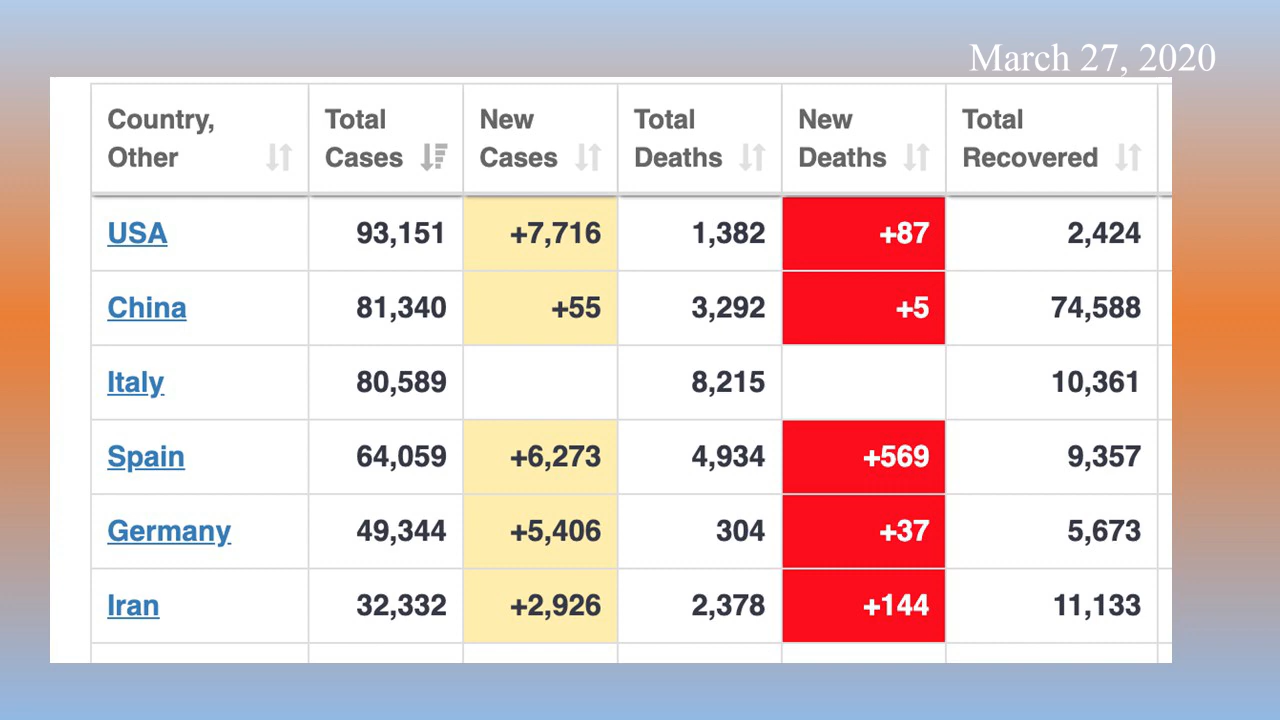 March 27, 2020
Country, Other Total Cases New Cases Total Deaths New Deaths Total Recovered
USA 93,151 +7,716 1,382 +87 2,424
China 81,340 +55 3,292 +5 74,588
Italy 80,589 8,215 10,361
Spain 64,059 +6,273 4,934 +569 9,357
Germany 49,344 +5,406 304 +37 5,673
Iran 32,332 +2,926 2,378 +144 11,133